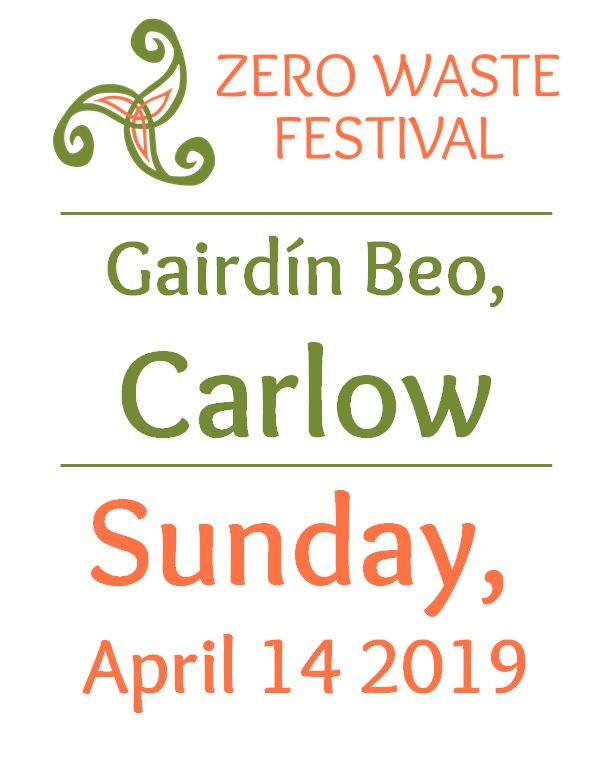 ZERO WASTE
FESTIVAL
Gairdín Beo,
Carlow
Sunday,
April 14 2019